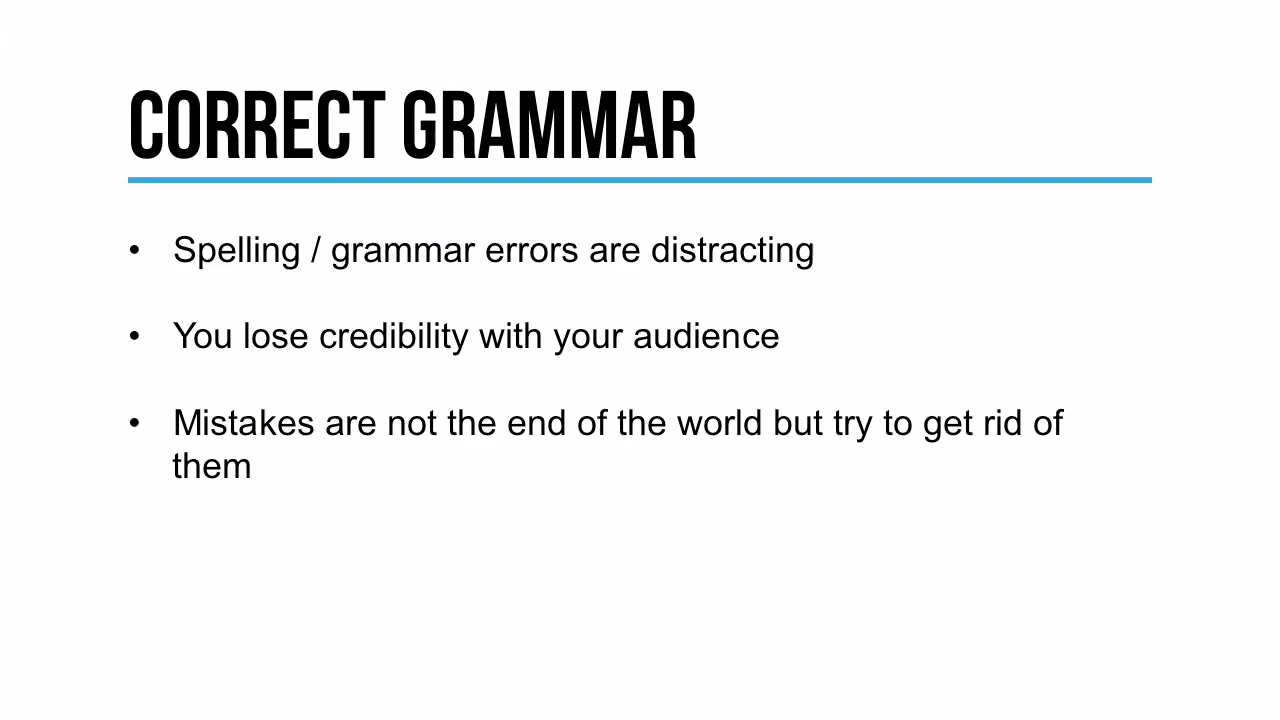 CORRECT GRAMMAR
• Spelling / grammar errors are distracting
• You lose credibility with your audience
• Mistakes are not the end of the world but try to get rid of
them